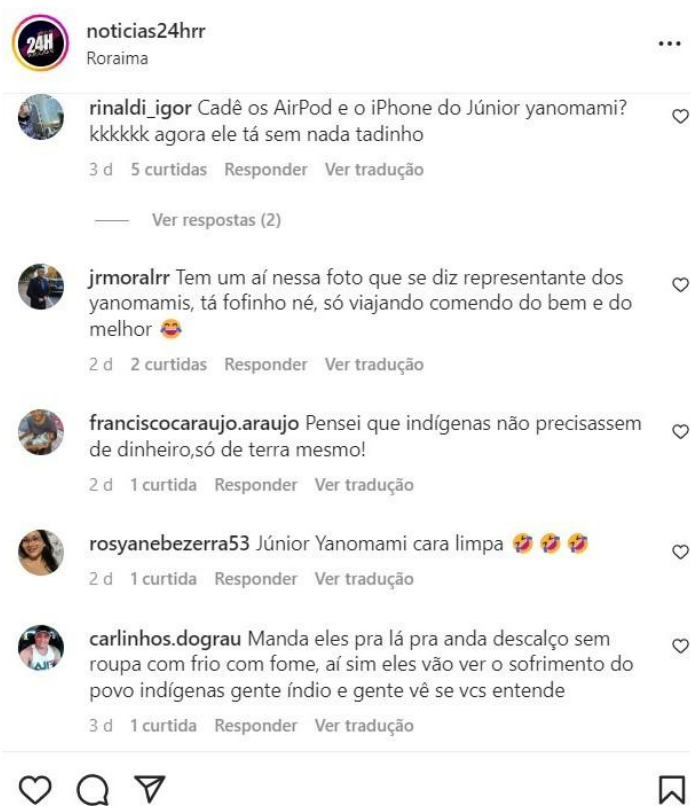 24H
noticias24hrr
Roraima
rinaldi_igor Cadê os AirPod e o iPhone do Júnior yanomami?
kkkkkk agora ele tá sem nada tadinho
3 d 5 curtidas Responder Ver tradução
Ver respostas (2)
jrmoralrr Tem um aí nessa foto que se diz representante dos
yanomamis, tá fofinho né, só viajando comendo do bem e do
melhor 😂
2 d 2 curtidas Responder Ver tradução
franciscocaraujo.araujo Pensei que indígenas não precisassem
de dinheiro,só de terra mesmo!
2 d 1 curtida Responder Ver tradução
rosyanebezerra53 Júnior Yanomami cara limpa 🤣 🤣 🤣
2 d 1 curtida Responder Ver tradução
carlinhos.dograu Manda eles pra lá pra anda descalço sem
roupa com frio com fome, aí sim eles vão ver o sofrimento do
povo indígenas gente índio e gente vê se vcs entende
3 d 1 curtida Responder Ver tradução